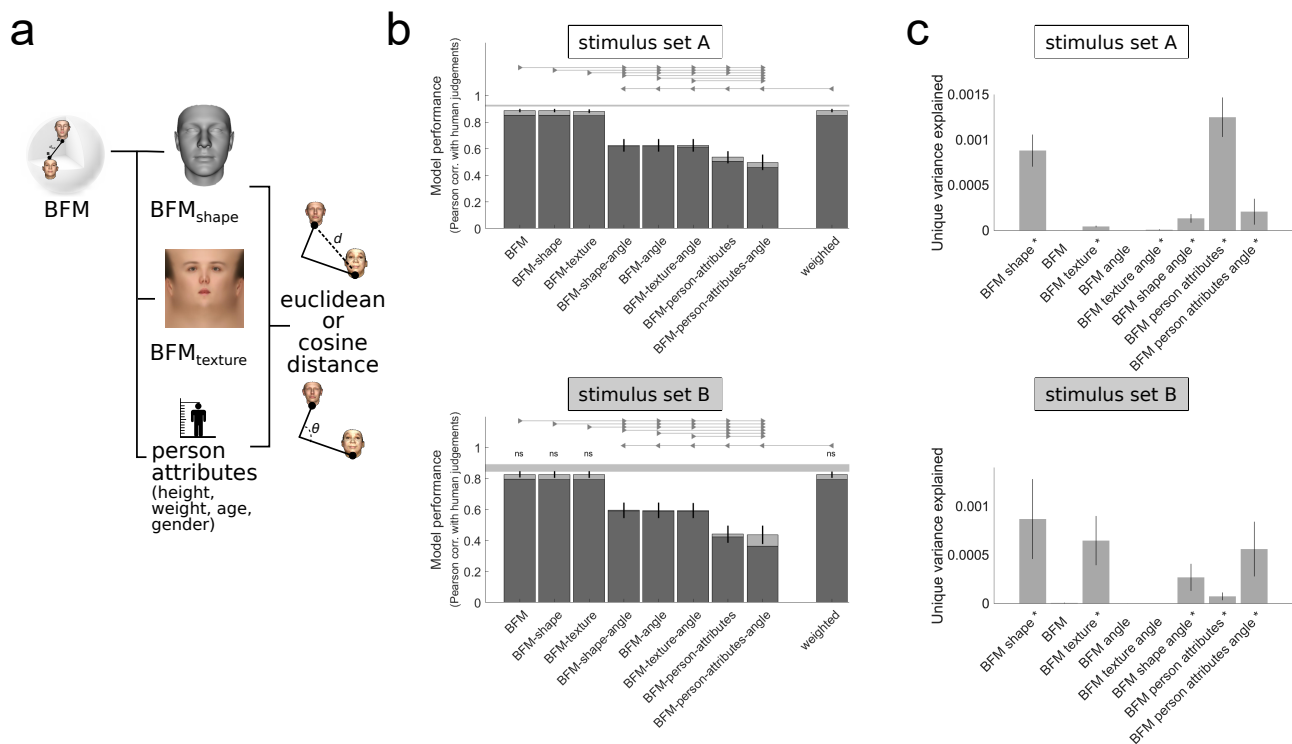 a
BFM
BFMshape
BFMtexture
person
attributes
(height,
weight, age,
gender)
d
euclidean
or
cosine
distance
θ
b
stimulus set A
Model performance
(Pearson corr. with human judgements)
1
0.8
0.6
0.4
0.2
0
BFM
BFM-shape
BFM-texture
BFM-shape-angle
BFM-angle
BFM-texture-angle
BFM-person-attributes
BFM-person-attributes-angle
weighted
stimulus set B
Model performance
(Pearson corr. with human judgements)
1
0.8
0.6
0.4
0.2
0
ns
ns
ns
ns
BFM
BFM-shape
BFM-texture
BFM-shape-angle
BFM-angle
BFM-texture-angle
BFM-person-attributes
BFM-person-attributes-angle
weighted
c
stimulus set A
Unique variance explained
0.0015
0.001
0.0005
0
BFM shape *
BFM
BFM texture *
BFM angle
BFM texture angle *
BFM shape angle *
BFM person attributes *
BFM person attributes angle *
stimulus set B
Unique variance explained
0.001
0.0005
0
BFM shape *
BFM
BFM texture *
BFM angle
BFM texture angle
BFM shape angle *
BFM person attributes *
BFM person attributes angle *